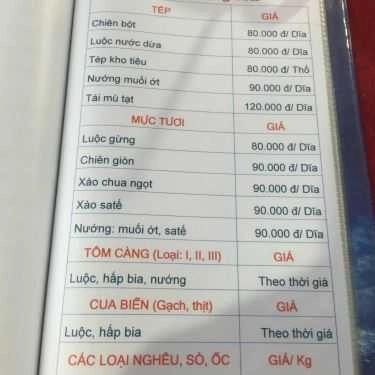 TÉP GIÁ
Chiên bột 80.000 đ/ Dĩa
Luộc nước dừa 80.000 đ/ Dĩa
Tép kho tiêu 80.000 đ/ Thố
Nướng muối ớt 90.000 đ/ Dĩa
Tái mù tạt 120.000 đ/ Dĩa
MỰC TƯƠI GIÁ
Luộc gừng 80.000 đ/ Dĩa
Chiên giòn 90.000 đ/ Dĩa
Xào chua ngọt 90.000 đ/ Dĩa
Xào satế 90.000 đ/ Dĩa
Nướng: muối ớt, satế 90.000 đ/ Dĩa
TÔM CÀNG (Loại: I, II, III) GIÁ
Luộc, hấp bia, nướng Theo thời giá
CUA BIỂN (Gạch, thịt) GIÁ
Luộc, hấp bia Theo thời giá
CÁC LOẠI NGHÊU, SÒ, ỐC GIÁ/ Kg